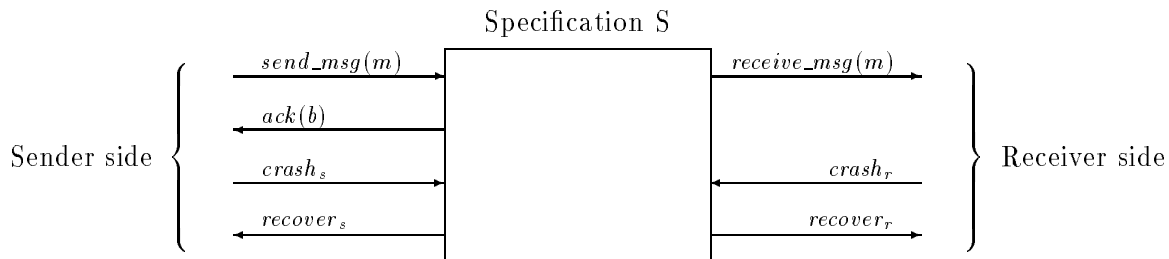 Specification S
send_msg(m)
receive_msg(m)
ack(b)
Sender side
Receiver side
crash_s
crash_r
recover_s
recover_r